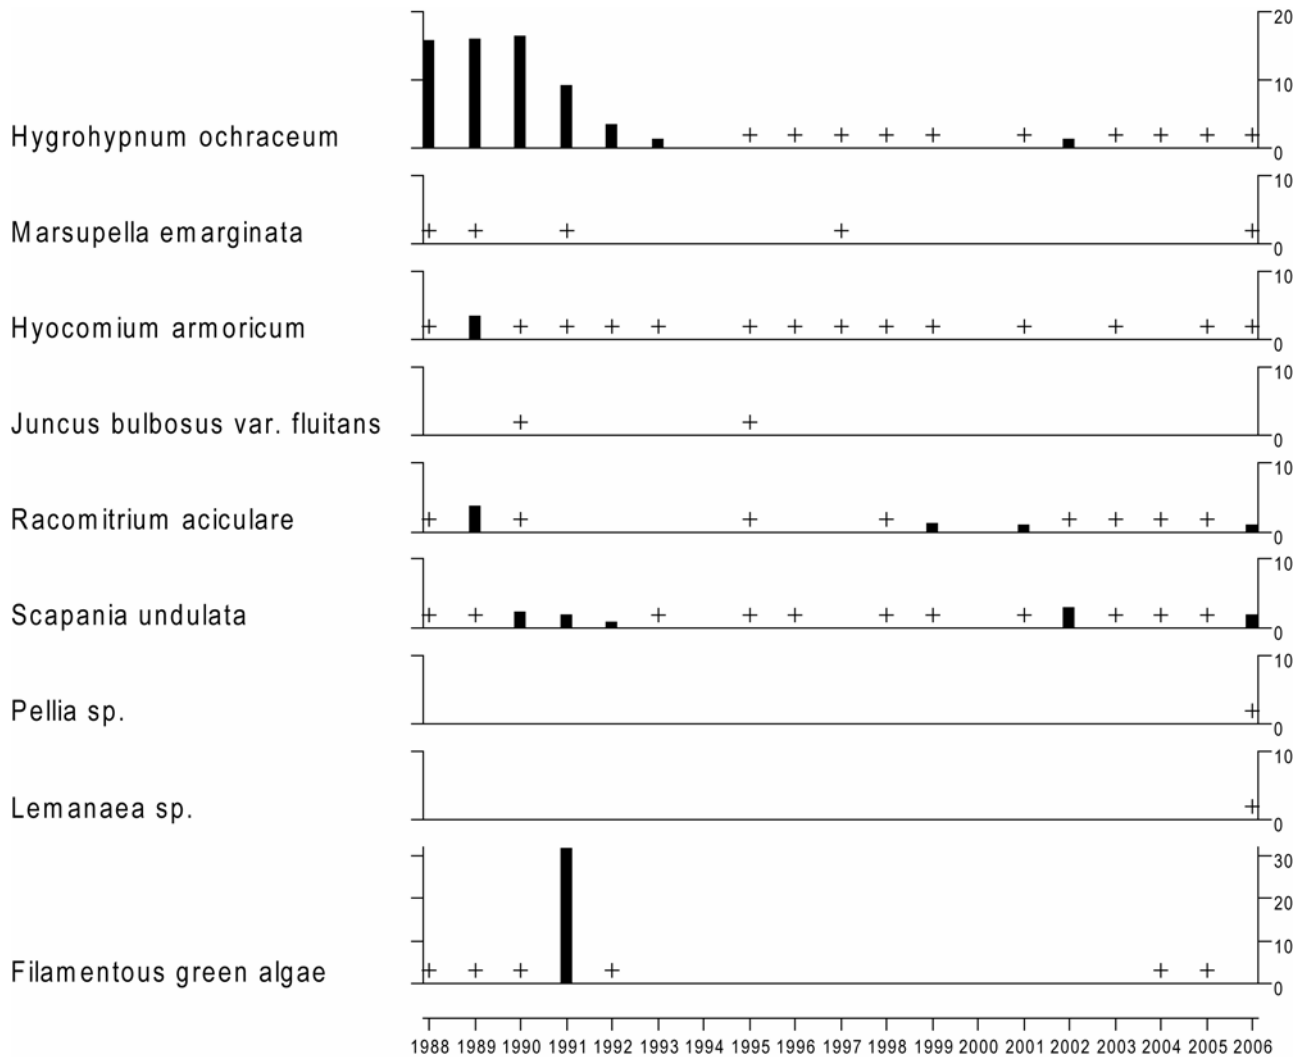 20
10
Hygrohypnum ochraceum
0
10
Marsupella emarginata
0
10
Hyocomium armoricum
0
10
Juncus bulbosus var. fluitans
0
10
Racomitrium aciculare
0
10
Scapania undulata
0
10
Pellia sp.
0
10
Lemanaea sp.
0
30
20
10
Filamentous green algae
0
1988 1989 1990 1991 1992 1993 1994 1995 1996 1997 1998 1999 2000 2001 2002 2003 2004 2005 2006